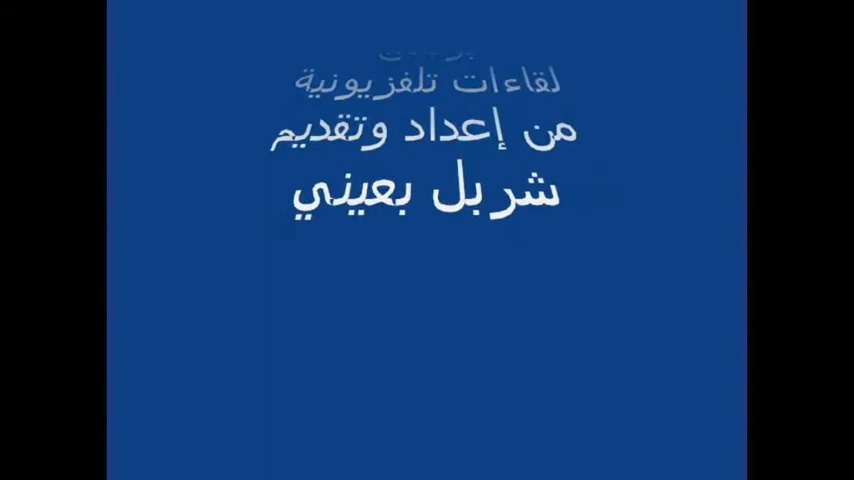 لقاءات تلفزيونية
من إعداد وتقديم
شربل بعيني